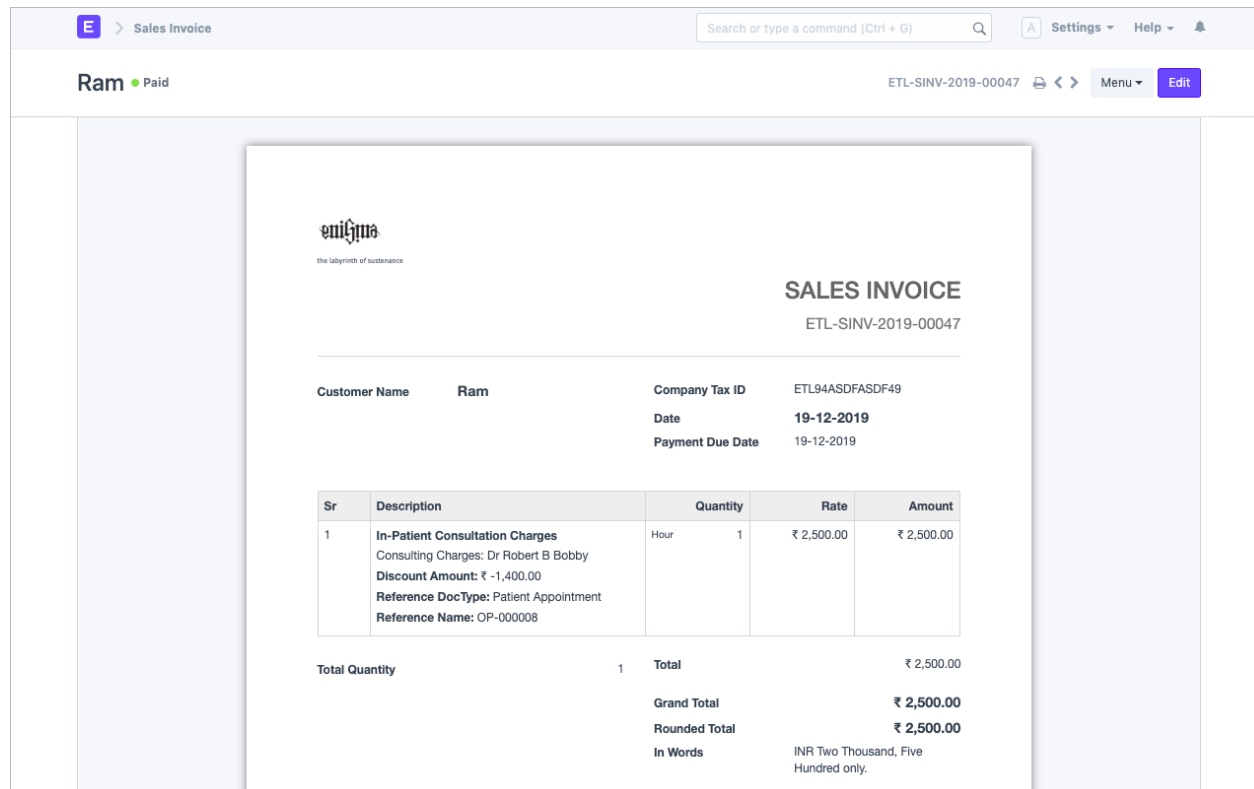 E > Sales Invoice Search or type a command (Ctrl + G) A Settings Help
Ram Paid ETL-SINV-2019-00047 Menu Edit
enigma
the labyrinth of sustenance
SALES INVOICE
ETL-SINV-2019-00047
Customer Name Ram
Company Tax ID ETL94ASDFASDF49
Date 19-12-2019
Payment Due Date 19-12-2019
Sr Description Quantity Rate Amount
1 In-Patient Consultation Charges Hour 1 ₹ 2,500.00 ₹ 2,500.00
Consulting Charges: Dr Robert B Bobby
Discount Amount: ₹ -1,400.00
Reference DocType: Patient Appointment
Reference Name: OP-000008
Total Quantity 1
Total ₹ 2,500.00
Grand Total ₹ 2,500.00
Rounded Total ₹ 2,500.00
In Words INR Two Thousand, Five
Hundred only.